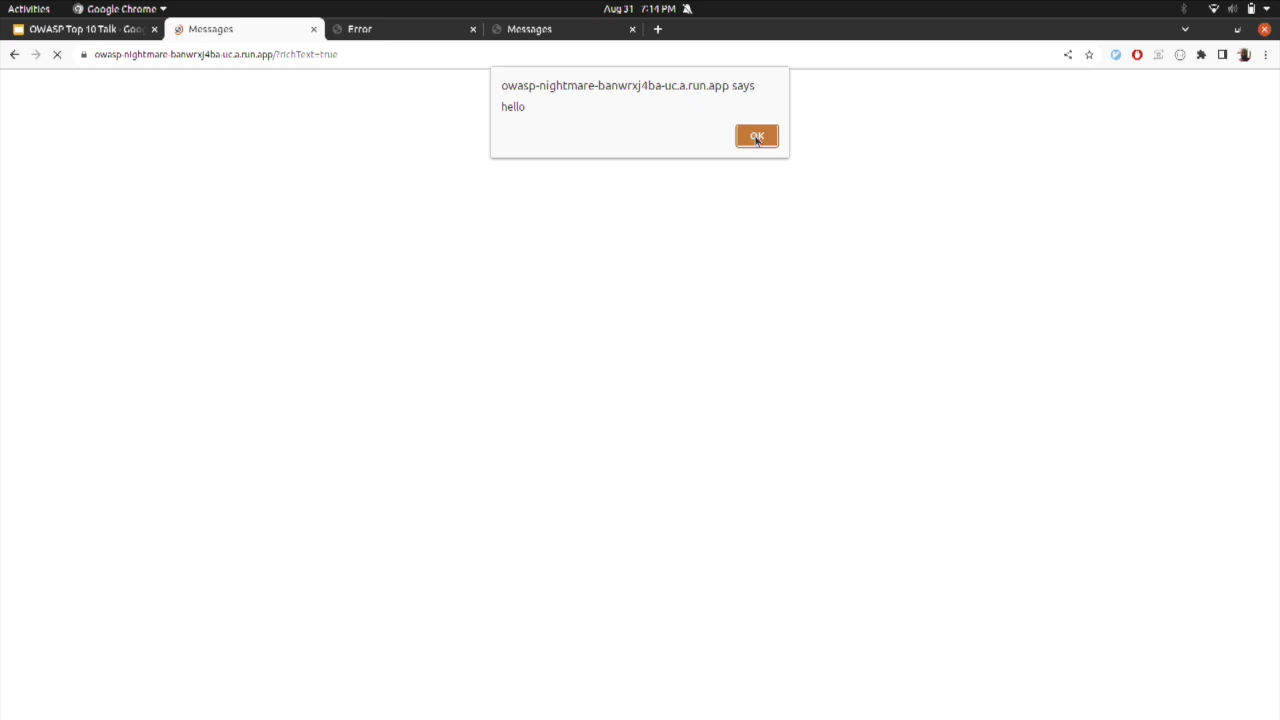 Activities Google Chrome Aug 31 7:14 PM
OWASP Top 10 Talk - Goo Messages Error Messages
owasp-nightmare-banwrxj4ba-uc.a.run.app/?richText=true
owasp-nightmare-banwrxj4ba-uc.a.run.app says
hello
OK